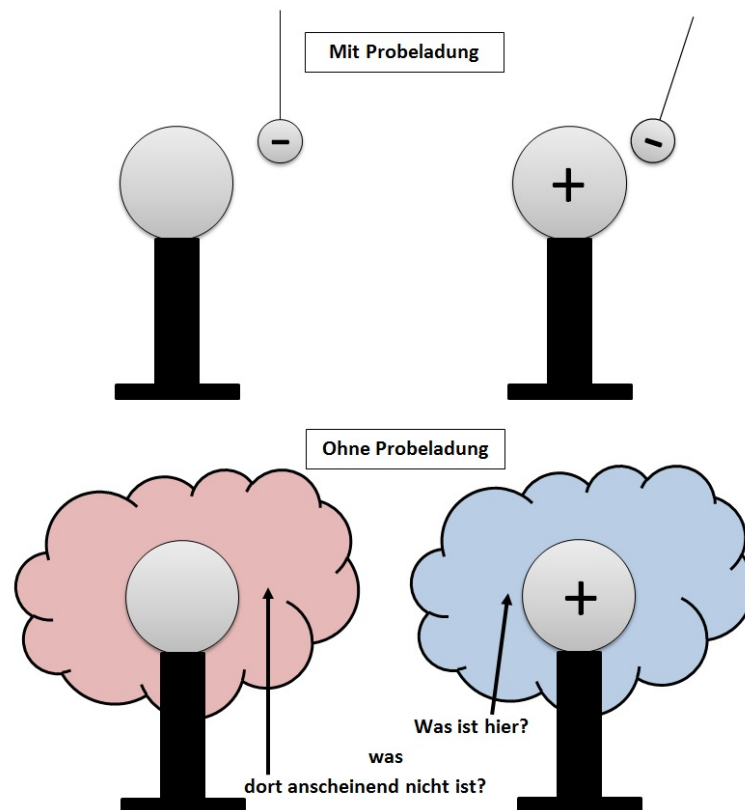 Mit Probeladung
−
+
−
Ohne Probeladung
+
Was ist hier?
was
dort anscheinend nicht ist?